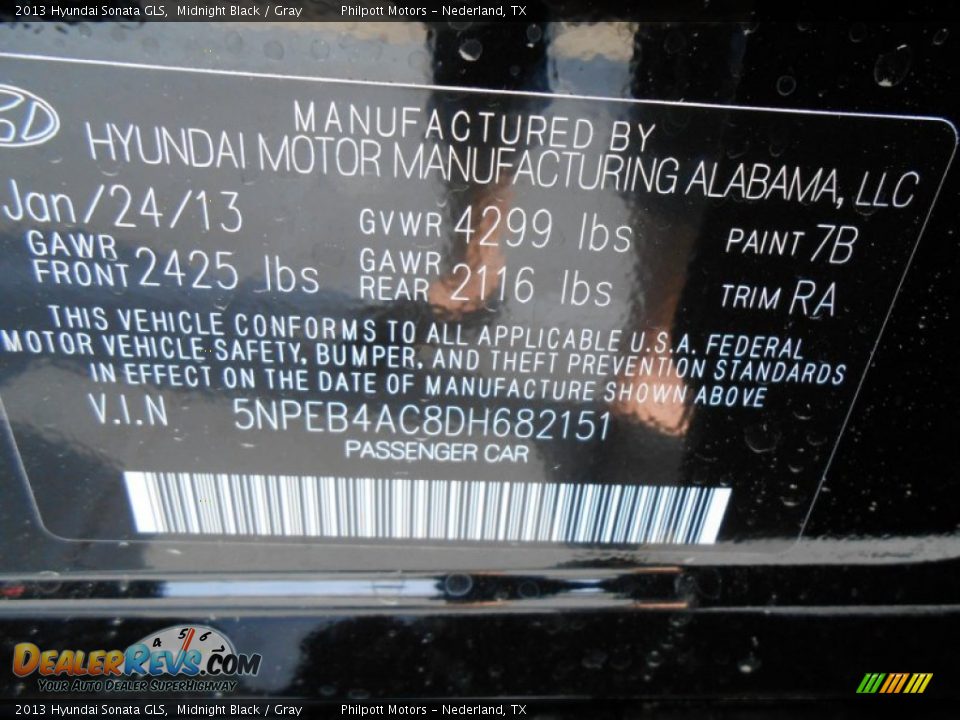 2013 Hyundai Sonata GLS, Midnight Black / Gray Philpott Motors - Nederland, TX
MANUFACTURED BY
HYUNDAI MOTOR MANUFACTURING ALABAMA, LLC
Jan/24/13 GVWR 4299 lbs PAINT 7B
GAWR FRONT 2425 lbs GAWR REAR 2116 lbs TRIM RA
THIS VEHICLE CONFORMS TO ALL APPLICABLE U.S.A. FEDERAL
MOTOR VEHICLE SAFETY, BUMPER, AND THEFT PREVENTION STANDARDS
IN EFFECT ON THE DATE OF MANUFACTURE SHOWN ABOVE
V.I.N 5NPEB4AC8DH682151
PASSENGER CAR
4 5 6
DEALERREVS.COM
YOUR AUTO DEALER SUPERHIGHWAY
2013 Hyundai Sonata GLS, Midnight Black / Gray Philpott Motors - Nederland, TX